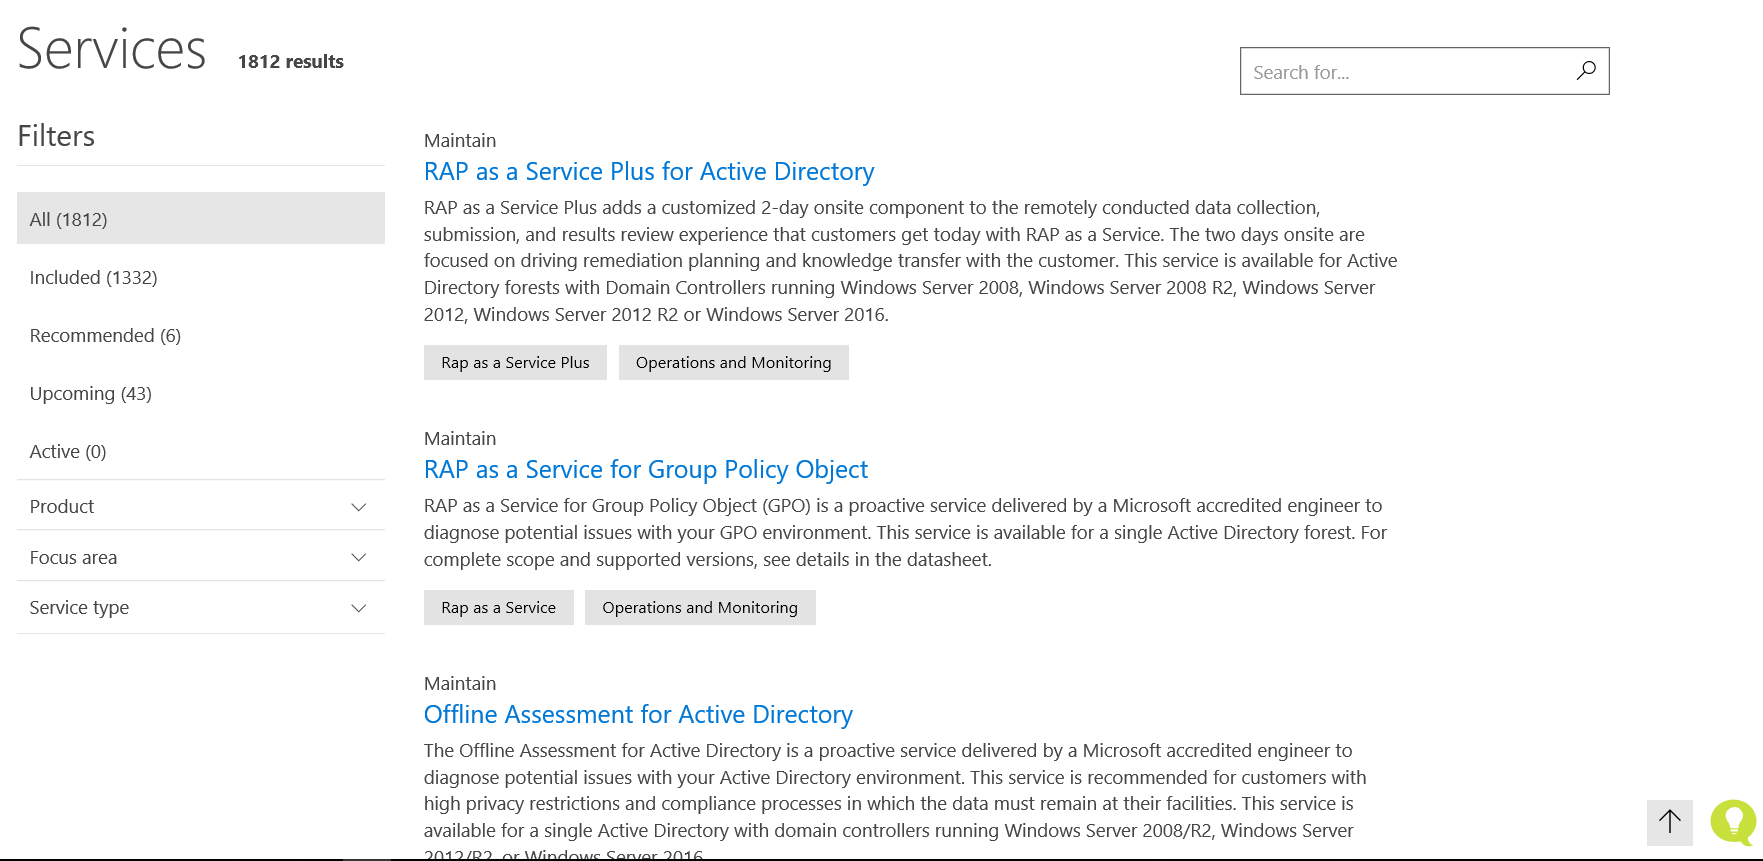 Services
1812 results
Search for...
Filters
All (1812)
Included (1332)
Recommended (6)
Upcoming (43)
Active (0)
Product
Focus area
Service type
Maintain
RAP as a Service Plus for Active Directory
RAP as a Service Plus adds a customized 2-day onsite component to the remotely conducted data collection,
submission, and results review experience that customers get today with RAP as a Service. The two days onsite are
focused on driving remediation planning and knowledge transfer with the customer. This service is available for Active
Directory forests with Domain Controllers running Windows Server 2008, Windows Server 2008 R2, Windows Server
2012, Windows Server 2012 R2 or Windows Server 2016.
Rap as a Service Plus
Operations and Monitoring
Maintain
RAP as a Service for Group Policy Object
RAP as a Service for Group Policy Object (GPO) is a proactive service delivered by a Microsoft accredited engineer to
diagnose potential issues with your GPO environment. This service is available for a single Active Directory forest. For
complete scope and supported versions, see details in the datasheet.
Rap as a Service
Operations and Monitoring
Maintain
Offline Assessment for Active Directory
The Offline Assessment for Active Directory is a proactive service delivered by a Microsoft accredited engineer to
diagnose potential issues with your Active Directory environment. This service is recommended for customers with
high privacy restrictions and compliance processes in which the data must remain at their facilities. This service is
available for a single Active Directory with domain controllers running Windows Server 2008/R2, Windows Server
2012/R2, or Windows Server 2016.